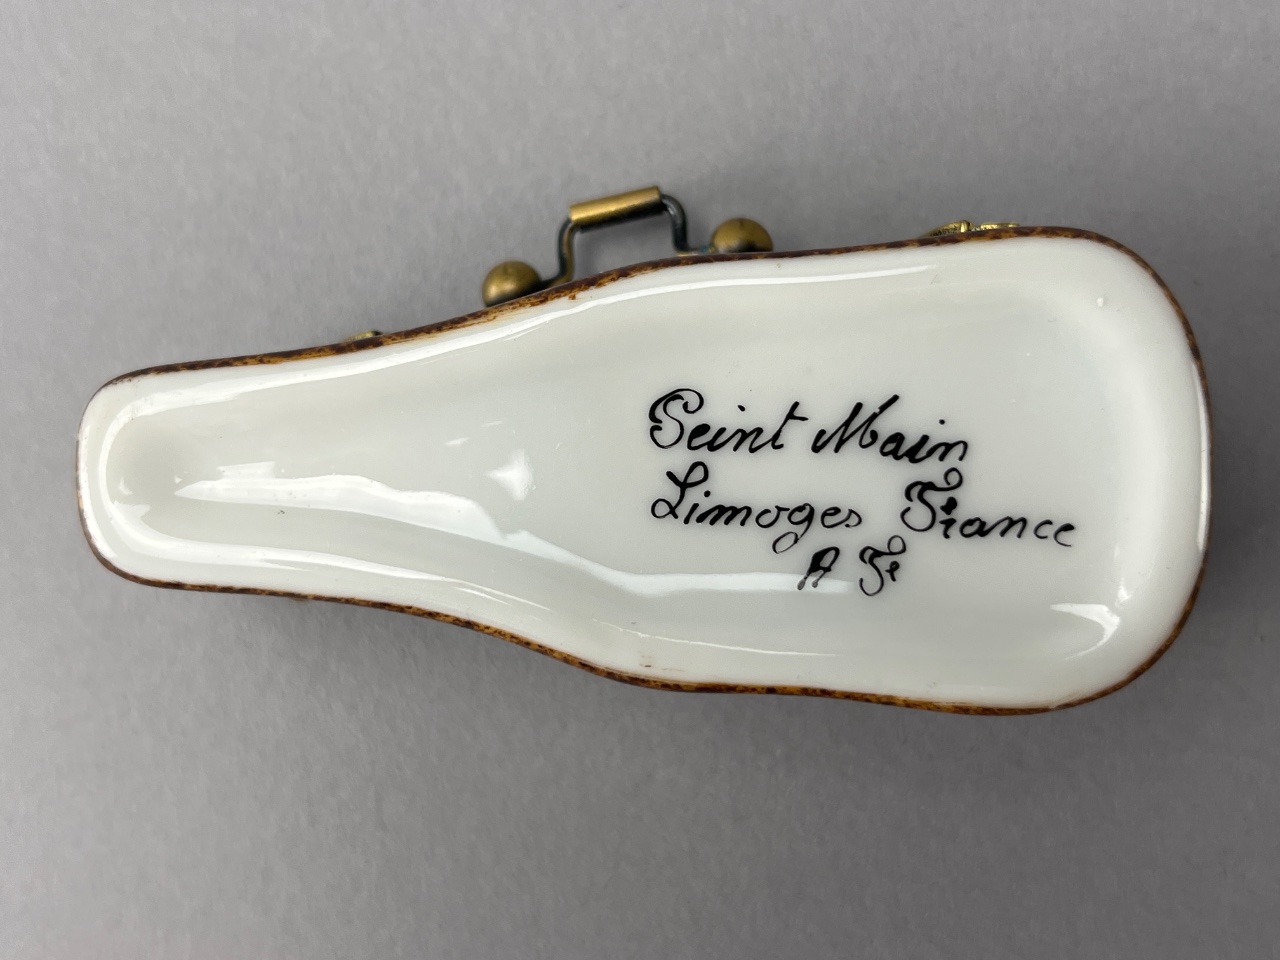 Peint Main
Limoges France
A F